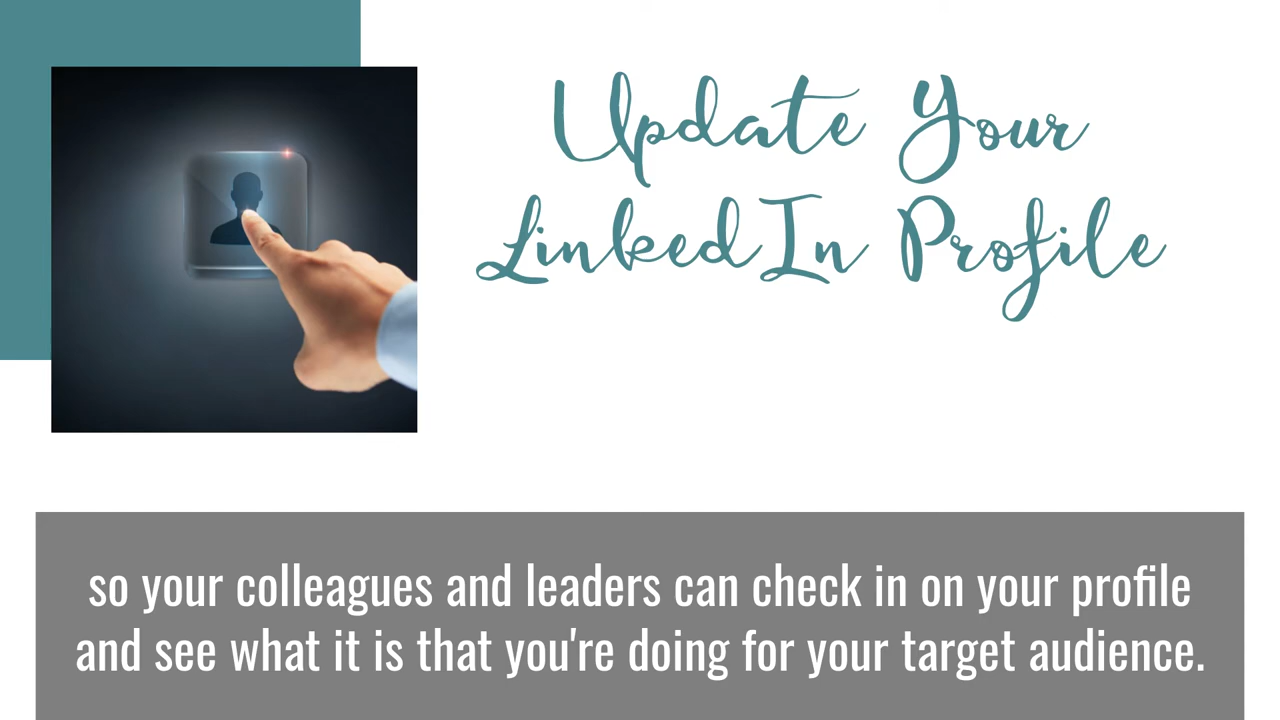 Update Your
LinkedIn Profile
so your colleagues and leaders can check in on your profile
and see what it is that you're doing for your target audience.